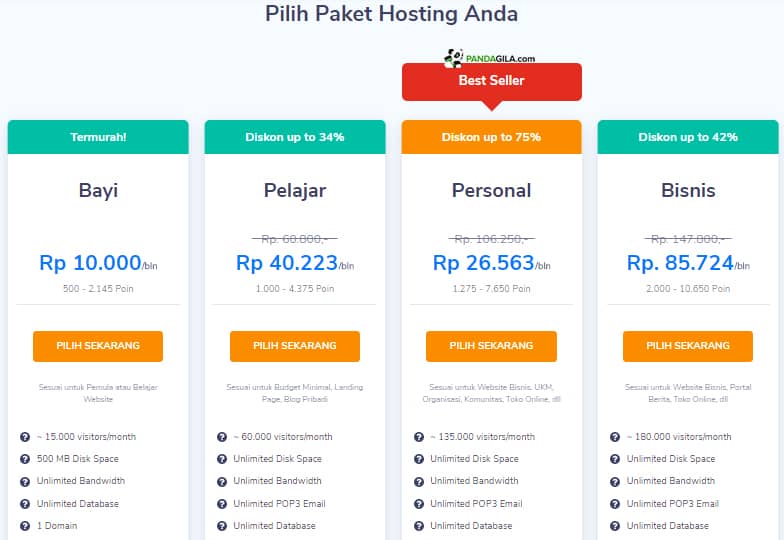 Pilih Paket Hosting Anda
PANDAGILA.com
Best Seller
Termurah!
Bayi
Rp 10.000/bln
500 - 2.145 Poin
PILIH SEKARANG
Sesuai untuk Pemula atau Belajar
Website
~ 15.000 visitors/month
500 MB Disk Space
Unlimited Bandwidth
Unlimited Database
1 Domain
Diskon up to 34%
Pelajar
Rp. 60.800,-
Rp 40.223/bln
1.000 - 4.375 Poin
PILIH SEKARANG
Sesuai untuk Budget Minimal, Landing
Page, Blog Pribadi
~ 60.000 visitors/month
Unlimited Disk Space
Unlimited Bandwidth
Unlimited POP3 Email
Unlimited Database
Diskon up to 75%
Personal
Rp. 106.250,-
Rp 26.563/bln
1.275 - 7.650 Poin
PILIH SEKARANG
Sesuai untuk Website Bisnis, UKM,
Organisasi, Komunitas, Toko Online, dll
~ 135.000 visitors/month
Unlimited Disk Space
Unlimited Bandwidth
Unlimited POP3 Email
Unlimited Database
Diskon up to 42%
Bisnis
Rp. 147.800,-
Rp. 85.724/bln
2.000 - 10.650 Poin
PILIH SEKARANG
Sesuai untuk Website Bisnis, Portal
Berita, Toko Online, dll
~ 180.000 visitors/month
Unlimited Disk Space
Unlimited Bandwidth
Unlimited POP3 Email
Unlimited Database